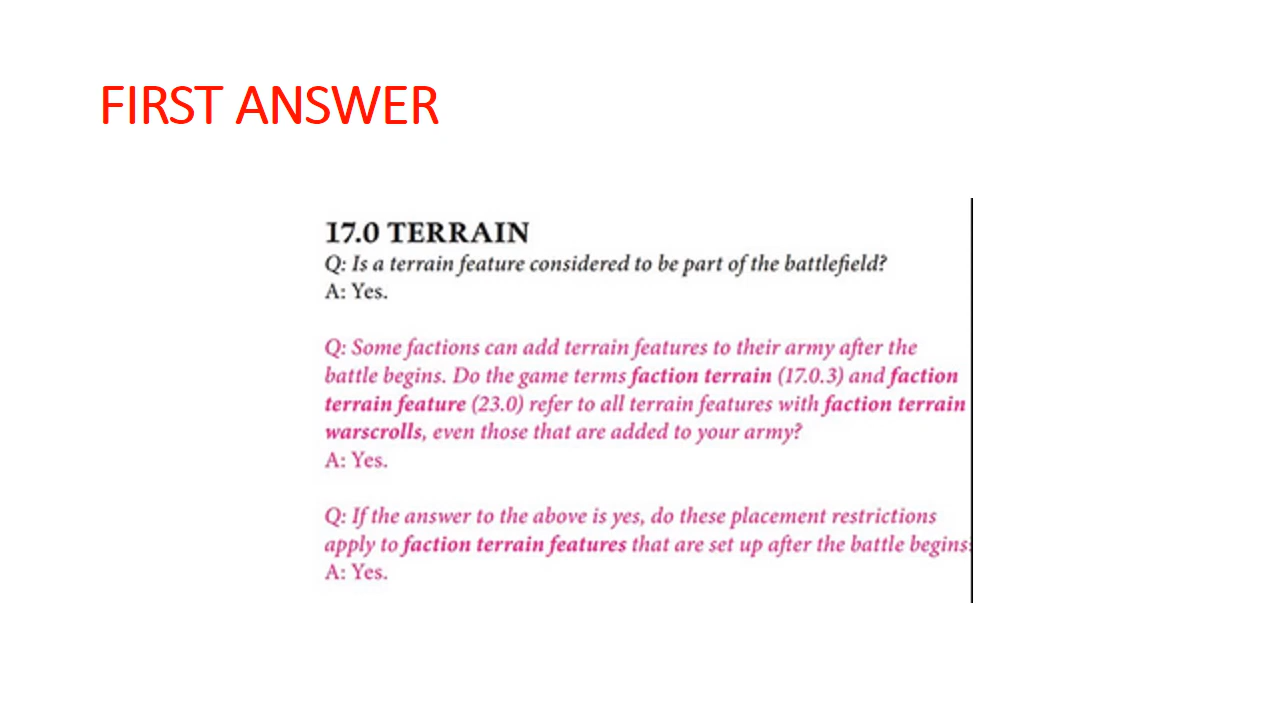 FIRST ANSWER
17.0 TERRAIN
Q: Is a terrain feature considered to be part of the battlefield?
A: Yes.
Q: Some factions can add terrain features to their army after the
battle begins. Do the game terms faction terrain (17.0.3) and faction
terrain feature (23.0) refer to all terrain features with faction terrain
warscrolls, even those that are added to your army?
A: Yes.
Q: If the answer to the above is yes, do these placement restrictions
apply to faction terrain features that are set up after the battle begins
A: Yes.